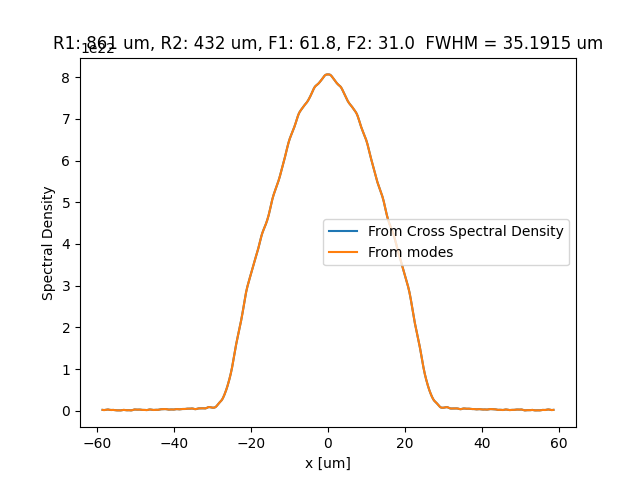 R1: 861 um, R2: 432 um, F1: 61.8, F2: 31.0  FWHM = 35.1915 um
1e22
8
7
6
5
4
3
2
1
0
Spectral Density
From Cross Spectral Density
From modes
−60 −40 −20 0 20 40 60
x [um]